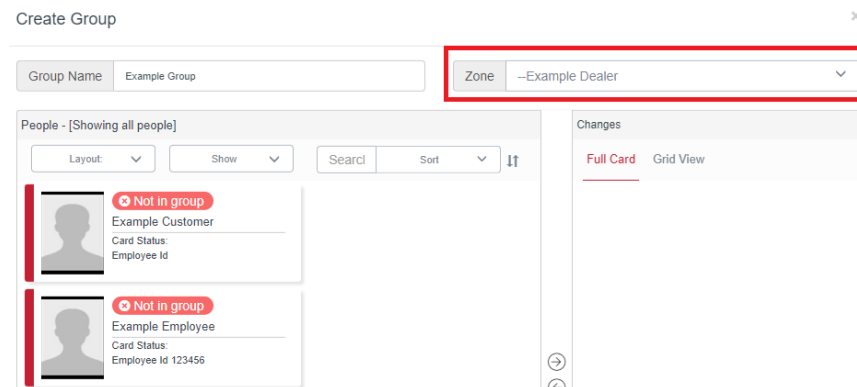 Create Group
Group Name Example Group Zone --Example Dealer
People - [Showing all people] Changes
Layout: Show Searcl Sort Full Card Grid View
Not in group
Example Customer
Card Status:
Employee Id
Not in group
Example Employee
Card Status:
Employee Id 123456